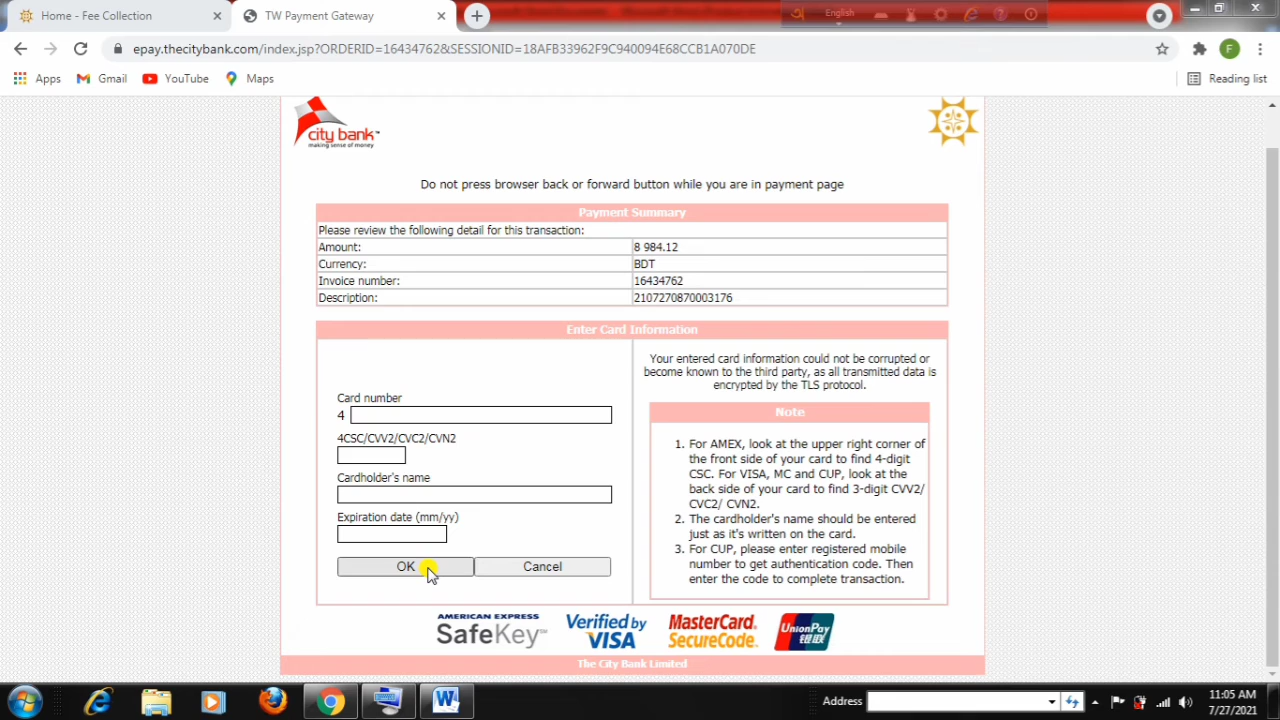 Home - Fee Collection
TW Payment Gateway
English
epay.thecitybank.com/index.jsp?ORDERID=16434762&SESSIONID=18AFB33962F9C940094E68CCB1A070DE
F
Apps
Gmail
YouTube
Maps
Reading list
city bank™
making sense of money
Do not press browser back or forward button while you are in payment page
Payment Summary
Please review the following detail for this transaction:
Amount: 8 984.12
Currency: BDT
Invoice number: 16434762
Description: 2107270870003176
Enter Card Information
Card number
4
4CSC/CVV2/CVC2/CVN2
Cardholder's name
Expiration date (mm/yy)
OK
Cancel
Your entered card information could not be corrupted or
become known to the third party, as all transmitted data is
encrypted by the TLS protocol.
Note
1. For AMEX, look at the upper right corner of
the front side of your card to find 4-digit
CSC. For VISA, MC and CUP, look at the
back side of your card to find 3-digit CVV2/
CVC2/ CVN2.
2. The cardholder's name should be entered
just as it's written on the card.
3. For CUP, please enter registered mobile
number to get authentication code. Then
enter the code to complete transaction.
AMERICAN EXPRESS
SafeKey™
Verified by
VISA
MasterCard.
SecureCode.
UnionPay
银联
The City Bank Limited
Address
11:05 AM
7/27/2021